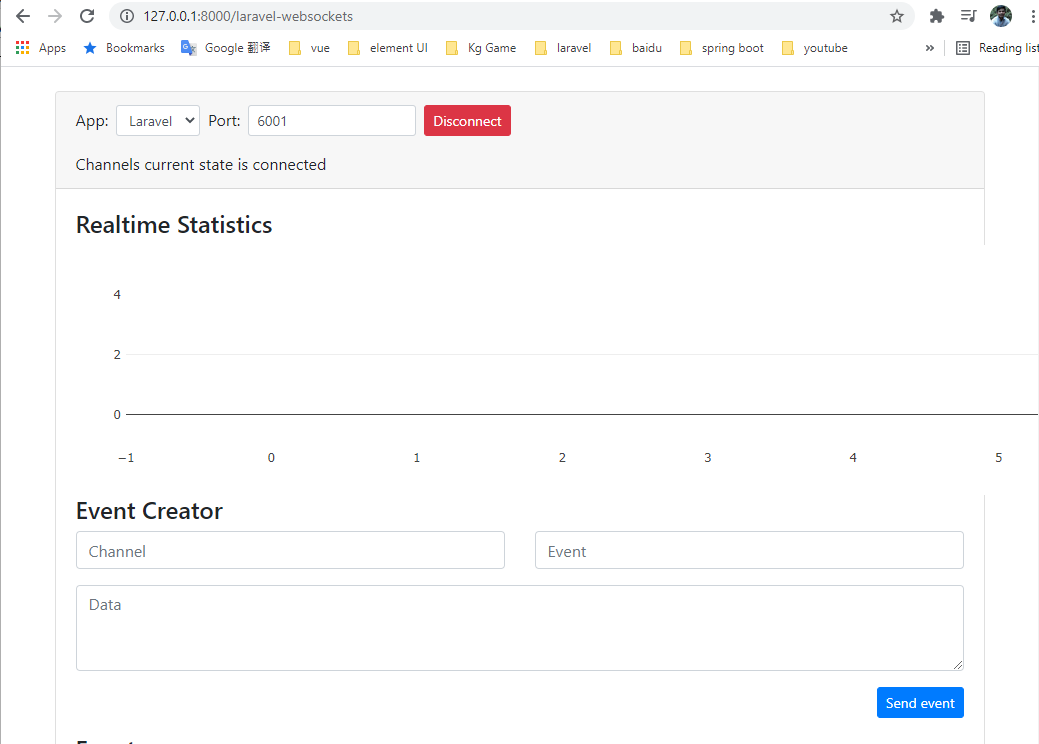 127.0.0.1:8000/laravel-websockets
Apps Bookmarks Google 翻译 vue element UI Kg Game laravel baidu spring boot youtube » Reading list
App: Laravel Port: 6001 Disconnect
Channels current state is connected
Realtime Statistics
4
2
0
−1 0 1 2 3 4 5
Event Creator
Channel Event
Data
Send event